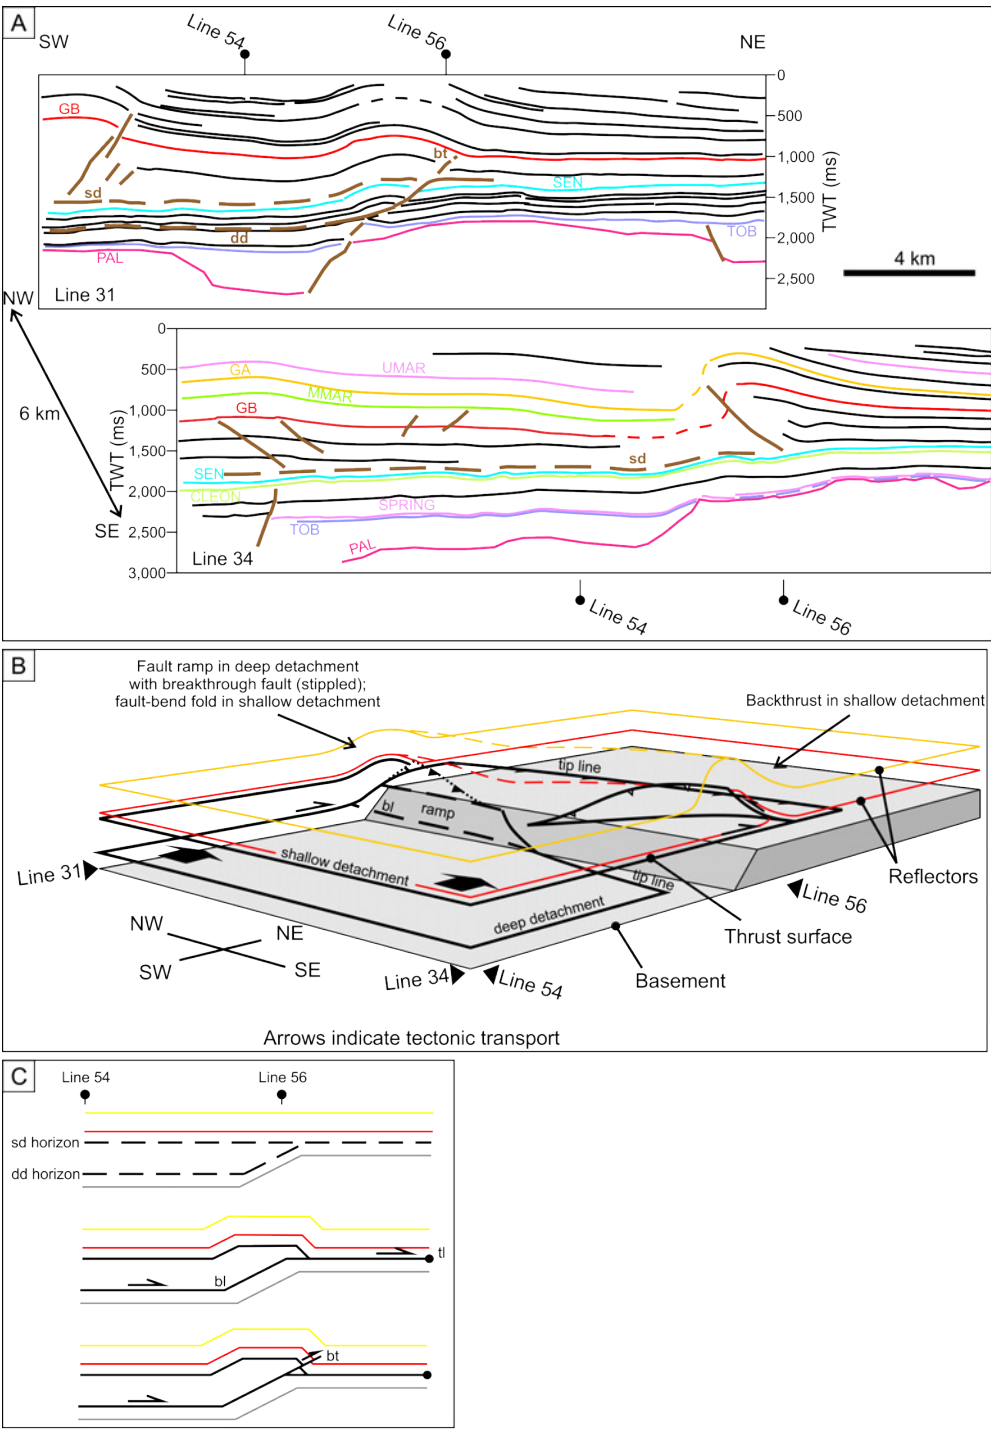 A
SW
Line 54
Line 56
NE
0
500
1,000
1,500
2,000
2,500
TWT (ms)
GB
sd
bt
SEN
dd
TOB
PAL
Line 31
4 km
NW
6 km
SE
0
500
1,000
1,500
2,000
2,500
3,000
TWT (ms)
UMAR
GA
MMAR
GB
sd
SEN
CLEON
SPRING
TOB
PAL
Line 34
Line 54
Line 56
B
Fault ramp in deep detachment
with breakthrough fault (stippled);
fault-bend fold in shallow detachment
Backthrust in shallow detachment
tip line
bl
ramp
shallow detachment
tip line
deep detachment
Line 31
Line 56
Reflectors
Thrust surface
Basement
NW
NE
SW
SE
Line 34
Line 54
Arrows indicate tectonic transport
C
Line 54
Line 56
sd horizon
dd horizon
tl
bl
bt